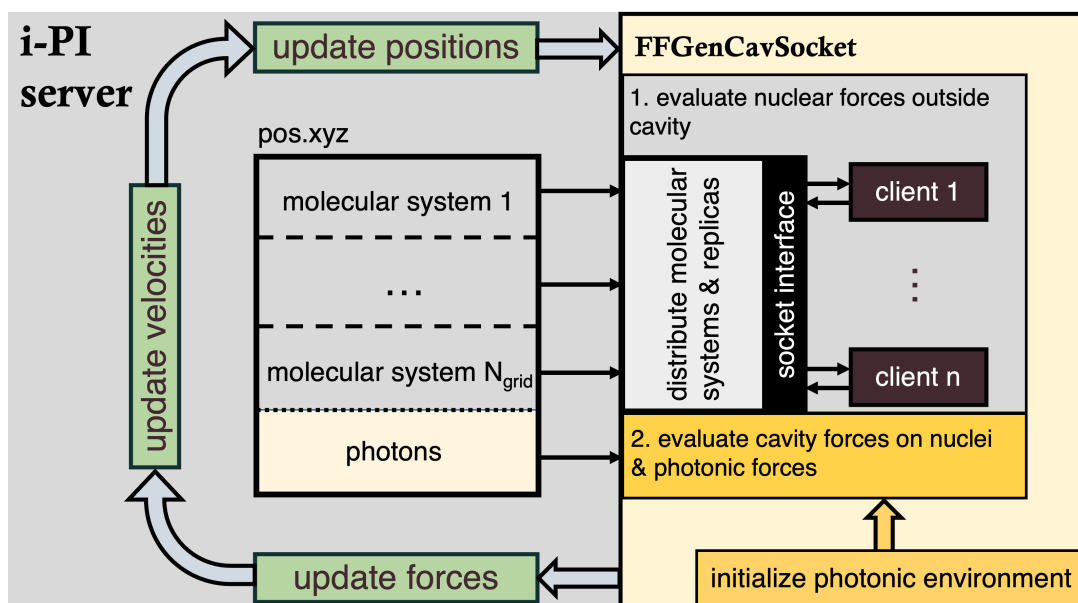 i-PI
server
update positions
FFGenCavSocket
1. evaluate nuclear forces outside
cavity
pos.xyz
molecular system 1
...
molecular system N_grid
photons
update velocities
distribute molecular
systems & replicas
socket interface
client 1
⋮
client n
2. evaluate cavity forces on nuclei
& photonic forces
update forces
initialize photonic environment